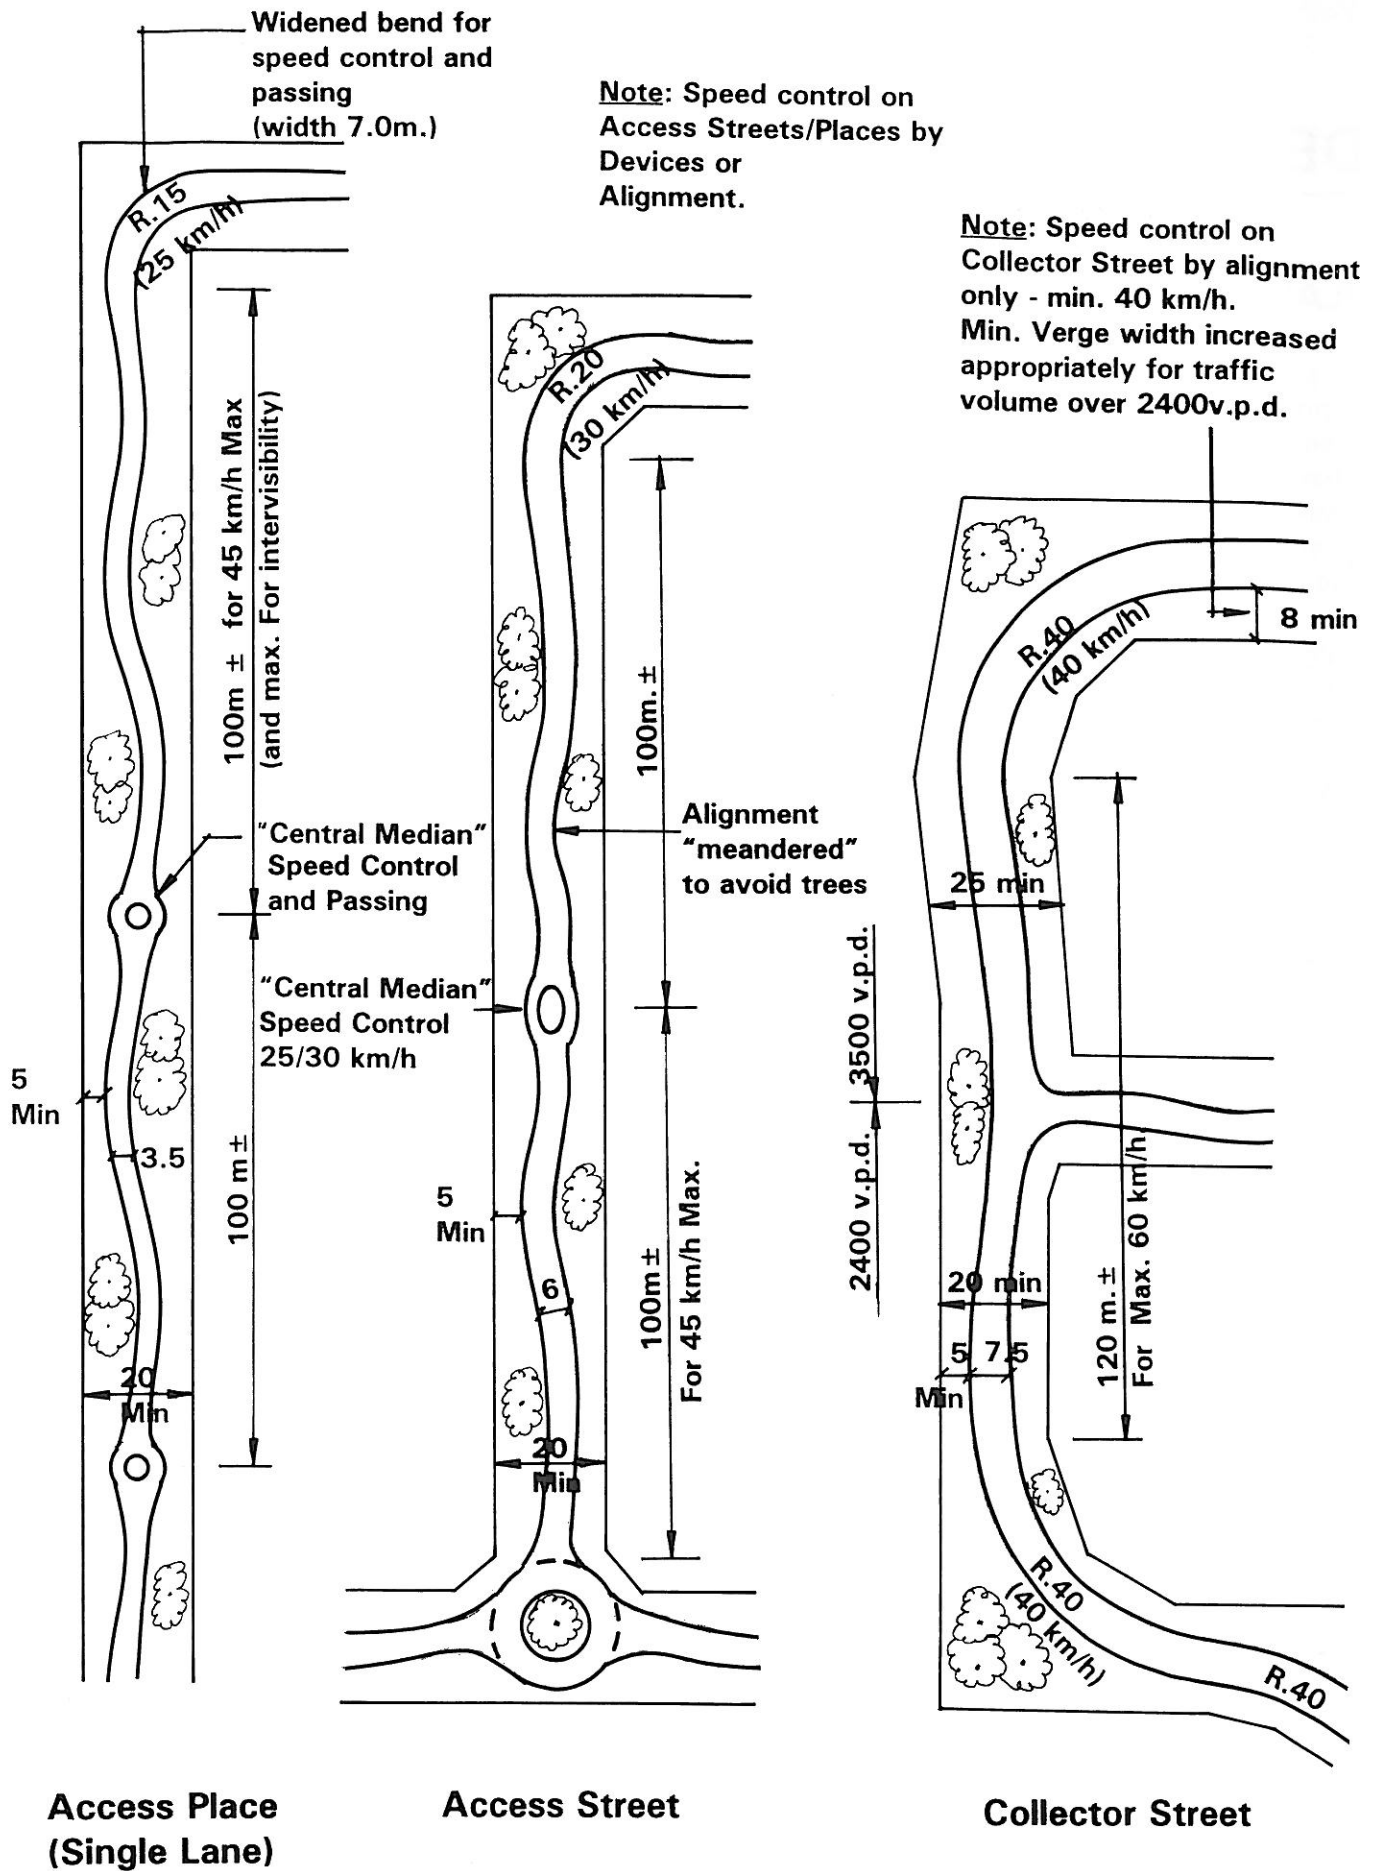 Widened bend for
speed control and
passing
(width 7.0m.)
R.15
(25 km/h)
100m ± for 45 km/h Max
(and max. For intervisibility)
"Central Median"
Speed Control
and Passing
5
Min
3.5
100 m ±
20
Min
Access Place
(Single Lane)
Note: Speed control on
Access Streets/Places by
Devices or
Alignment.
R.20
(30 km/h)
100m. ±
Alignment
"meandered"
to avoid trees
"Central Median"
Speed Control
25/30 km/h
5
Min
6
100m ±
For 45 km/h Max.
20
Min
Access Street
Note: Speed control on
Collector Street by alignment
only - min. 40 km/h.
Min. Verge width increased
appropriately for traffic
volume over 2400v.p.d.
8 min
R.40
(40 km/h)
25 min
3500 v.p.d.
2400 v.p.d.
20 min
5
Min
7.5
120 m. ±
For Max. 60 km/h.
R.40
(40 km/h)
R.40
Collector Street